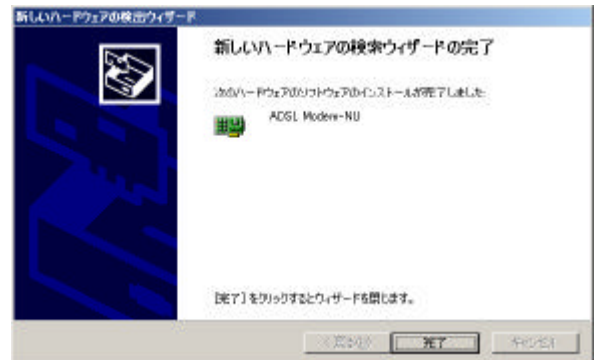 新しいハードウェアの検出ウィザード
新しいハードウェアの検索ウィザードの完了
次のハードウェアのソフトウェアのインストールが完了しました
ADSL Modem-NU
[完了] をクリックするとウィザードを閉じます。
< 戻る(B)
完了
キャンセル